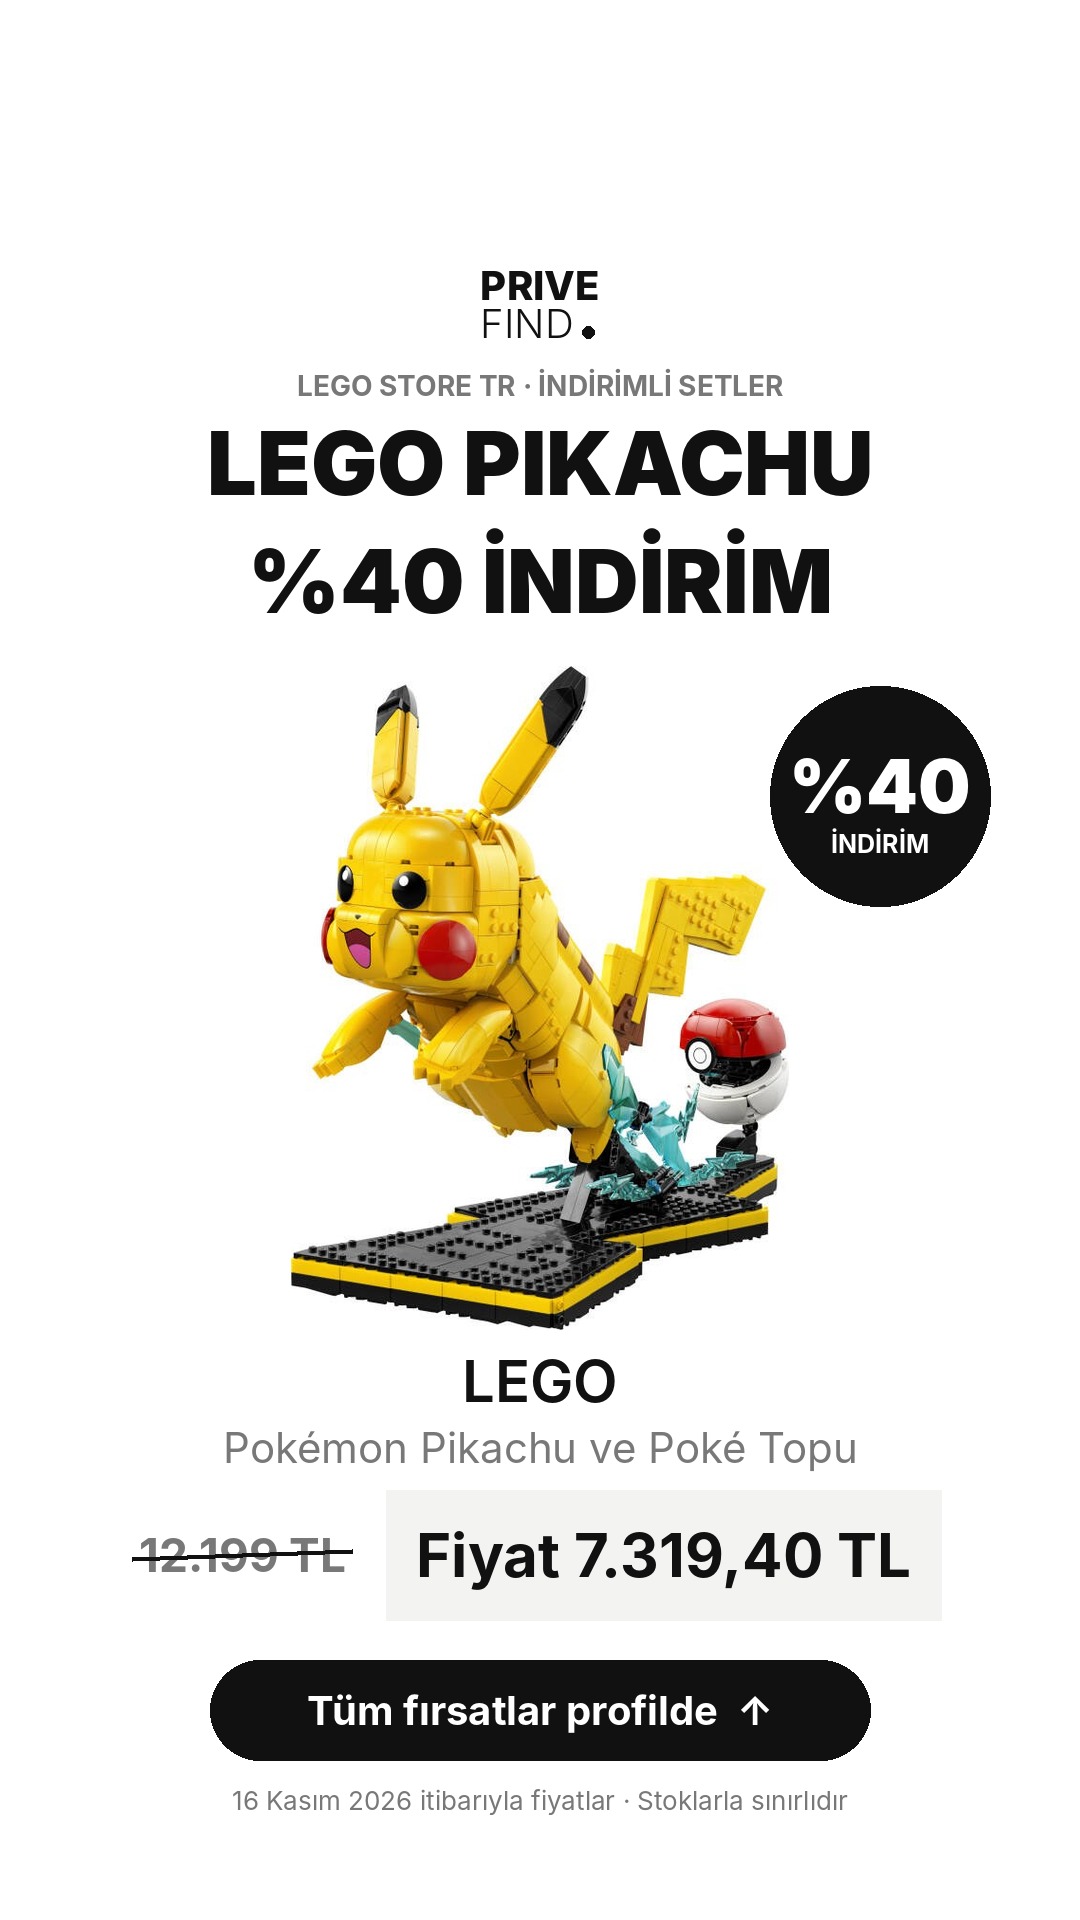 PRIVE
FIND.
LEGO STORE TR · İNDİRİMLİ SETLER
LEGO PIKACHU
%40 İNDİRİM
%40
İNDİRİM
LEGO
Pokémon Pikachu ve Poké Topu
12.199 TL Fiyat 7.319,40 TL
Tüm fırsatlar profilde ↑
16 Kasım 2026 itibarıyla fiyatlar · Stoklarla sınırlıdır